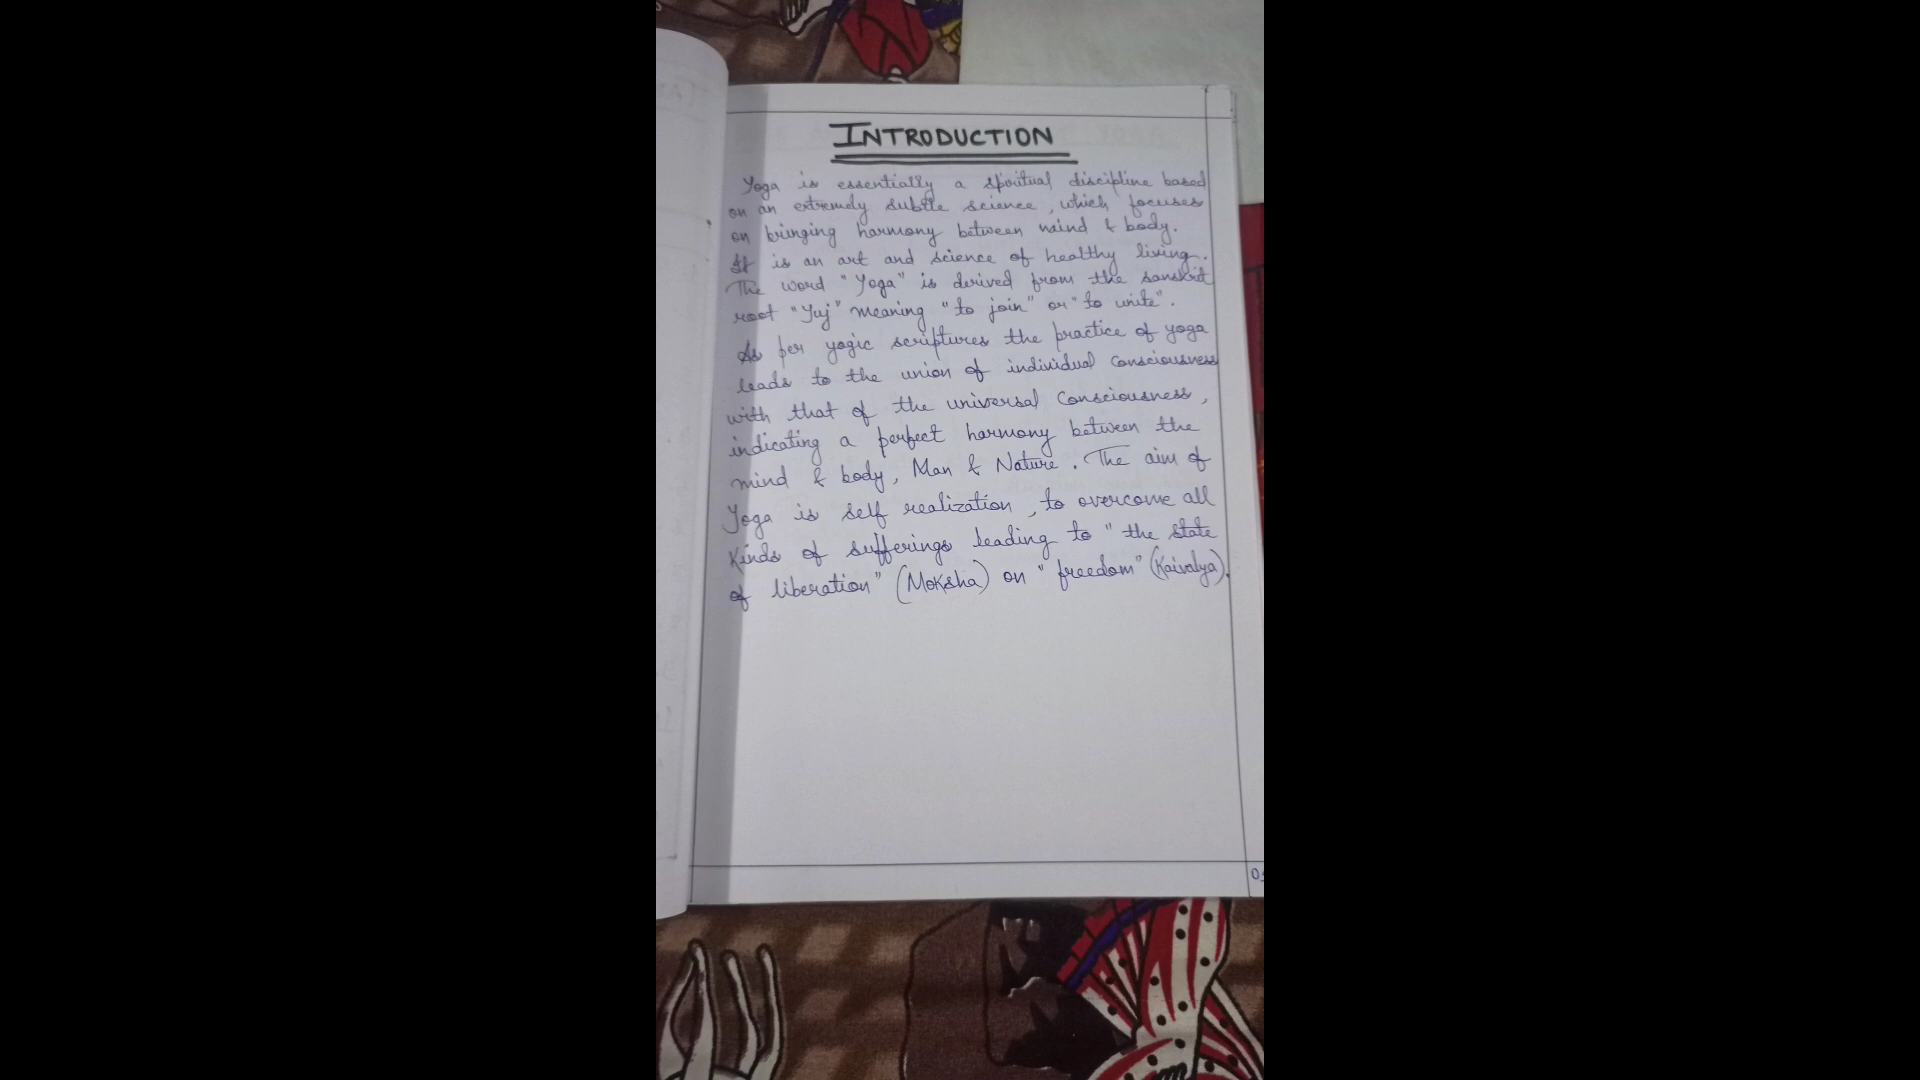 INTRODUCTION
Yoga is essentially a spiritual discipline based
on an extremely subtle science, which focuses
on bringing harmony between mind & body.
It is an art and science of healthy living.
The word "Yoga" is derived from the sanskrit
root "Yuj" meaning "to join" or "to unite".
As per yogic scriptures the practice of yoga
leads to the union of individual consciousness
with that of the universal consciousness,
indicating a perfect harmony between the
mind & body, Man & Nature. The aim of
Yoga is self realization, to overcome all
kinds of sufferings leading to "the state
of liberation" (Moksha) on "freedom" (Kaivalya).